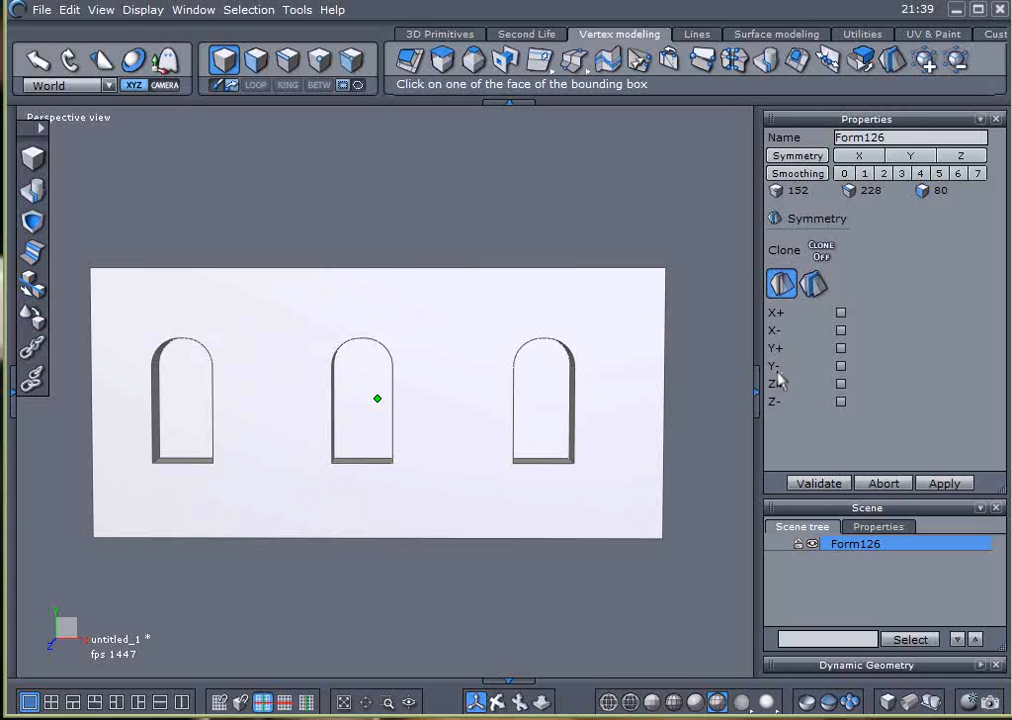 File Edit View Display Window Selection Tools Help 21:39
3D Primitives Second Life Vertex modeling Lines Surface modeling Utilities UV & Paint Cust
World XYZ CAMERA LOOP RING BETW Click on one of the face of the bounding box
Perspective view
Properties
Name Form126
Symmetry X Y Z
Smoothing 0 1 2 3 4 5 6 7
152 228 80
Symmetry
Clone CLONE OFF
X+
X-
Y+
Y-
Z+
Z-
Validate Abort Apply
Scene
Scene tree Properties
Form126
Select
Dynamic Geometry
Y
Z
untitled_1 *
fps 1447